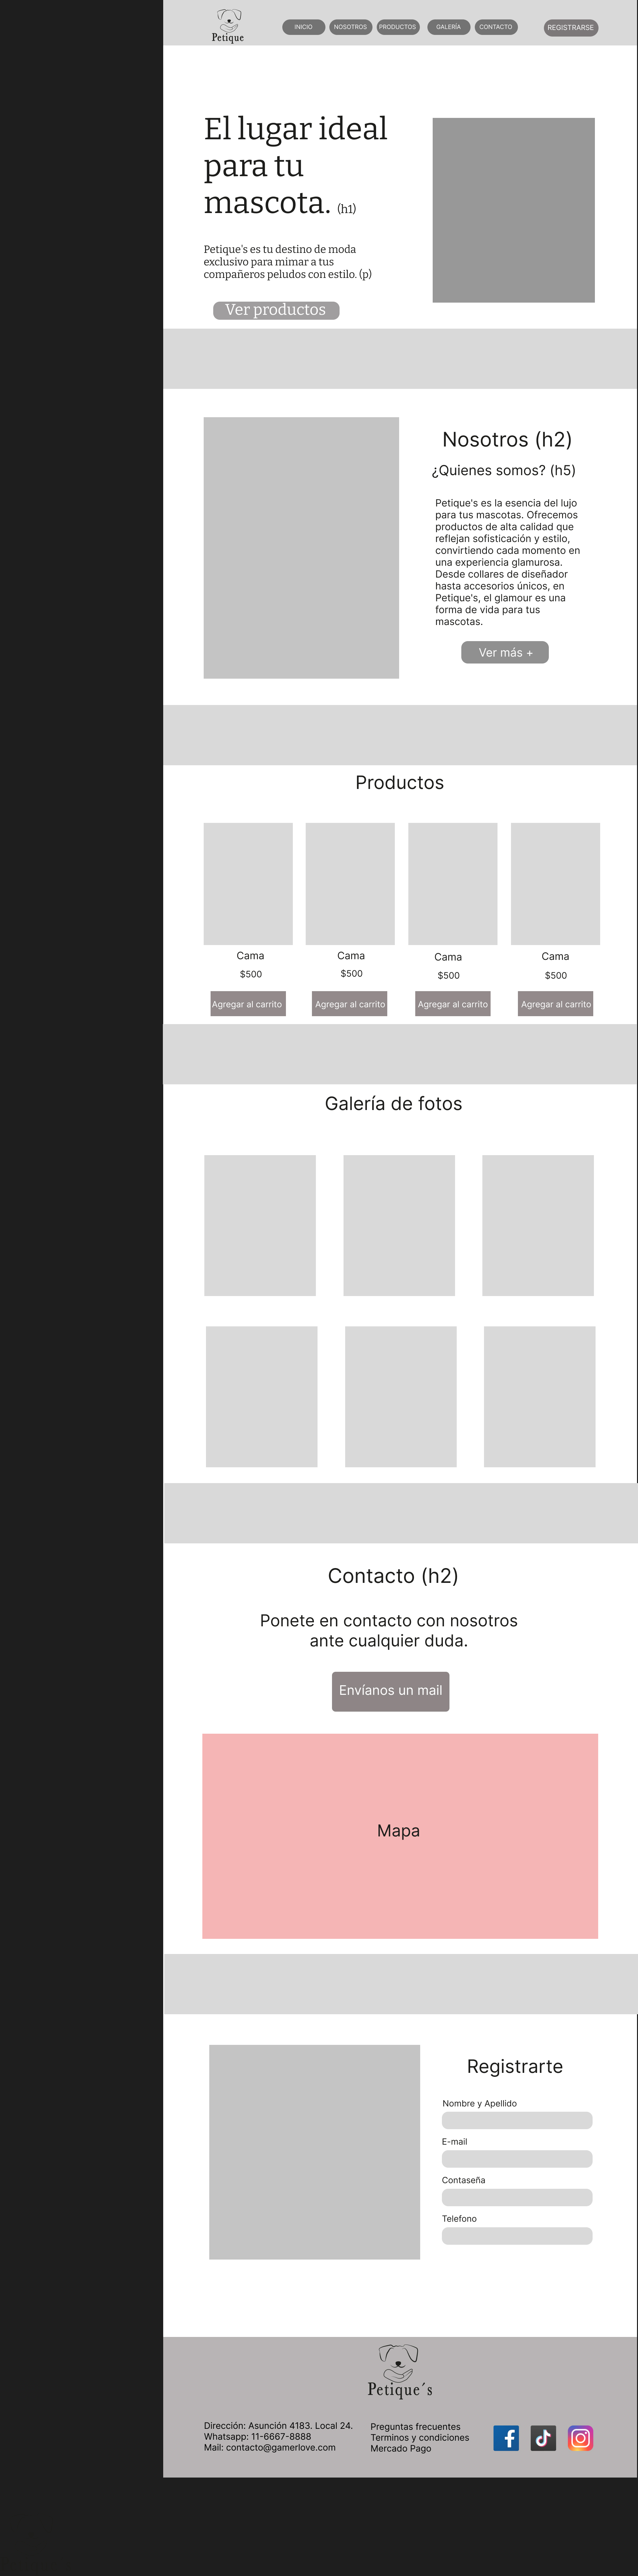 Petique
INICIO
NOSOTROS
PRODUCTOS
GALERÍA
CONTACTO
REGISTRARSE
El lugar ideal
para tu
mascota. (h1)
Petique's es tu destino de moda
exclusivo para mimar a tus
compañeros peludos con estilo. (p)
Ver productos
Nosotros (h2)
¿Quienes somos? (h5)
Petique's es la esencia del lujo
para tus mascotas. Ofrecemos
productos de alta calidad que
reflejan sofisticación y estilo,
convirtiendo cada momento en
una experiencia glamurosa.
Desde collares de diseñador
hasta accesorios únicos, en
Petique's, el glamour es una
forma de vida para tus
mascotas.
Ver más +
Productos
Cama
$500
Agregar al carrito
Cama
$500
Agregar al carrito
Cama
$500
Agregar al carrito
Cama
$500
Agregar al carrito
Galería de fotos
Contacto (h2)
Ponete en contacto con nosotros
ante cualquier duda.
Envíanos un mail
Mapa
Registrarte
Nombre y Apellido
E-mail
Contaseña
Telefono
Petique´s
Dirección: Asunción 4183. Local 24.
Whatsapp: 11-6667-8888
Mail: contacto@gamerlove.com
Preguntas frecuentes
Terminos y condiciones
Mercado Pago